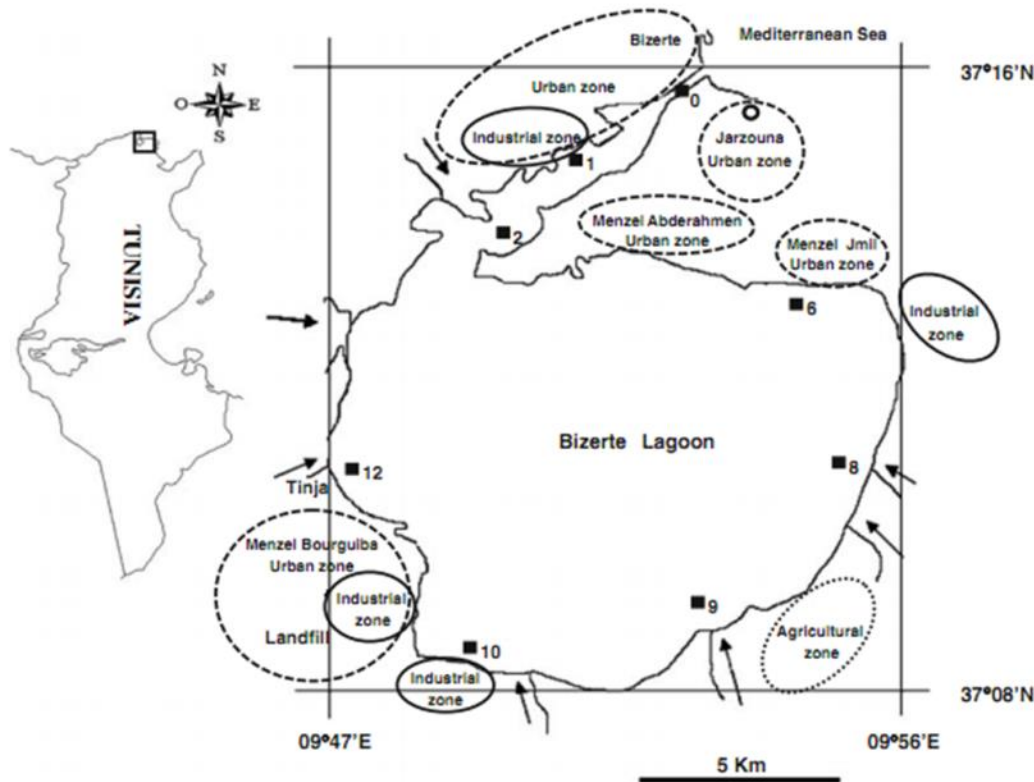 Bizerte
Mediterranean Sea
37°16'N
N
O
E
S
Urban zone
0
Industrial zone
1
Jarzouna
Urban zone
2
Menzel Abderahmen
Urban zone
Menzel Jmil
Urban zone
6
Industrial
zone
TUNISIA
Bizerte Lagoon
12
8
Tinja
Menzel Bourguiba
Urban zone
Industrial
zone
Landfill
9
Agricultural
zone
10
Industrial
zone
37°08'N
09°47'E
09°56'E
5 Km